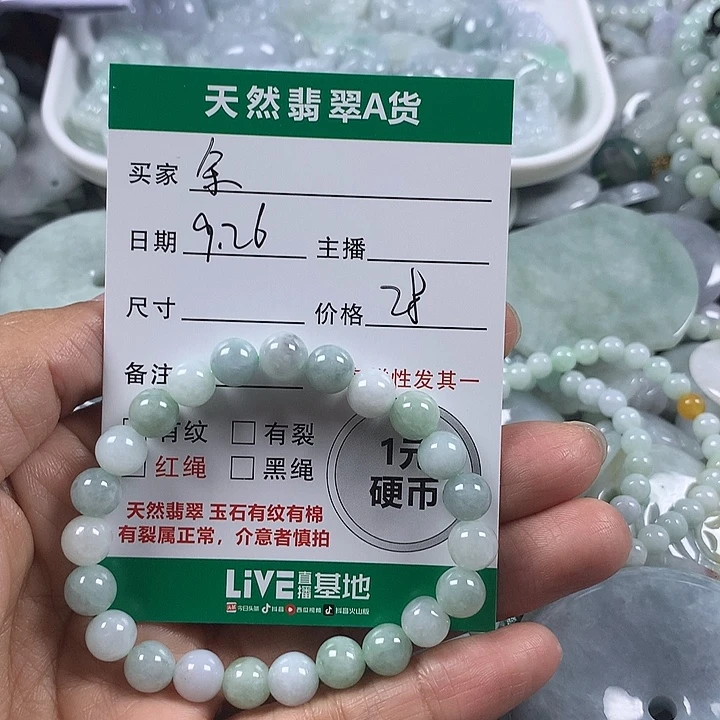 天然翡翠A货
买家 余
日期 9.26 主播
尺寸 价格
备注 性发其一
有纹 有裂
红绳 黑绳
1元
硬币
天然翡翠 玉石有纹有棉
有裂属正常，介意者慎拍
LiVE直播基地
今日头条 抖音 西瓜视频 抖音火山版